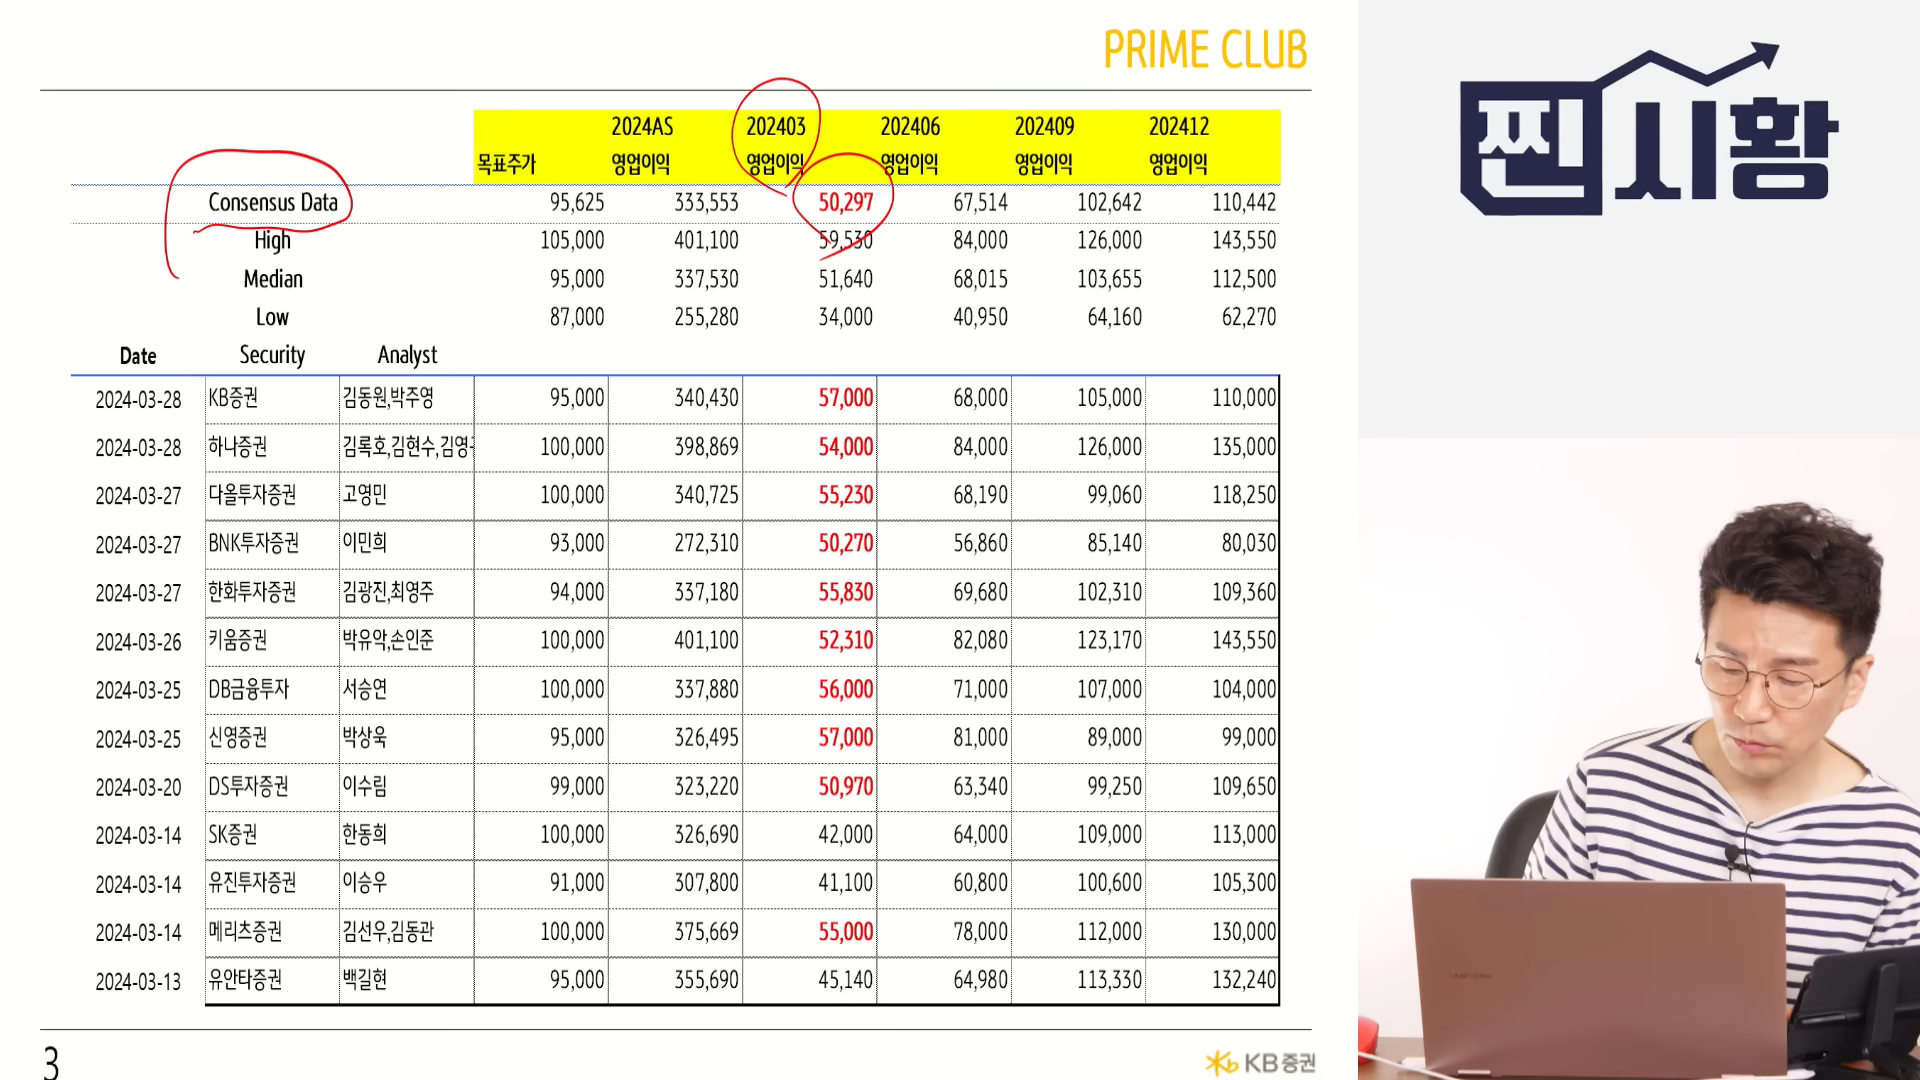 PRIME CLUB
찐시황
2024AS 202403 202406 202409 202412
목표주가 영업이익 영업이익 영업이익 영업이익 영업이익
Consensus Data 95,625 333,553 50,297 67,514 102,642 110,442
High 105,000 401,100 59,530 84,000 126,000 143,550
Median 95,000 337,530 51,640 68,015 103,655 112,500
Low 87,000 255,280 34,000 40,950 64,160 62,270
Date Security Analyst
2024-03-28 KB증권 김동원,박주영 95,000 340,430 57,000 68,000 105,000 110,000
2024-03-28 하나증권 김록호,김현수,김영 100,000 398,869 54,000 84,000 126,000 135,000
2024-03-27 다올투자증권 고영민 100,000 340,725 55,230 68,190 99,060 118,250
2024-03-27 BNK투자증권 이민희 93,000 272,310 50,270 56,860 85,140 80,030
2024-03-27 한화투자증권 김광진,최영주 94,000 337,180 55,830 69,680 102,310 109,360
2024-03-26 키움증권 박유악,손인준 100,000 401,100 52,310 82,080 123,170 143,550
2024-03-25 DB금융투자 서승연 100,000 337,880 56,000 71,000 107,000 104,000
2024-03-25 신영증권 박상욱 95,000 326,495 57,000 81,000 89,000 99,000
2024-03-20 DS투자증권 이수림 99,000 323,220 50,970 63,340 99,250 109,650
2024-03-14 SK증권 한동희 100,000 326,690 42,000 64,000 109,000 113,000
2024-03-14 유진투자증권 이승우 91,000 307,800 41,100 60,800 100,600 105,300
2024-03-14 메리츠증권 김선우,김동관 100,000 375,669 55,000 78,000 112,000 130,000
2024-03-13 유안타증권 백길현 95,000 355,690 45,140 64,980 113,330 132,240
3
KB증권